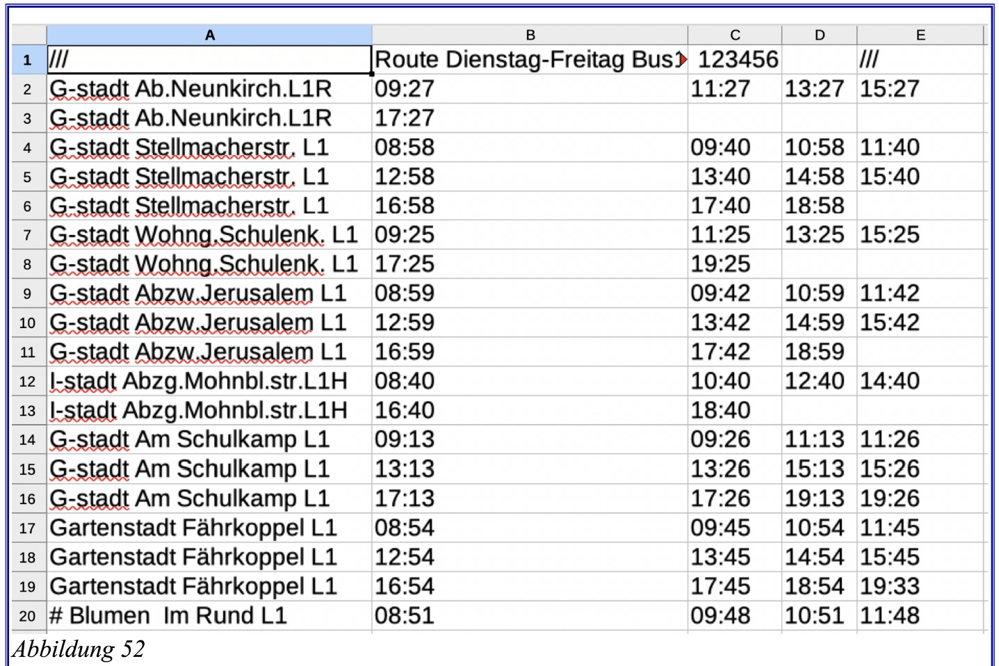 A B C D E
1 /// Route Dienstag-Freitag Bus1 123456 ///
2 G-stadt Ab.Neunkirch.L1R 09:27 11:27 13:27 15:27
3 G-stadt Ab.Neunkirch.L1R 17:27
4 G-stadt Stellmacherstr. L1 08:58 09:40 10:58 11:40
5 G-stadt Stellmacherstr. L1 12:58 13:40 14:58 15:40
6 G-stadt Stellmacherstr. L1 16:58 17:40 18:58
7 G-stadt Wohng.Schulenk. L1 09:25 11:25 13:25 15:25
8 G-stadt Wohng.Schulenk. L1 17:25 19:25
9 G-stadt Abzw.Jerusalem L1 08:59 09:42 10:59 11:42
10 G-stadt Abzw.Jerusalem L1 12:59 13:42 14:59 15:42
11 G-stadt Abzw.Jerusalem L1 16:59 17:42 18:59
12 I-stadt Abzg.Mohnbl.str.L1H 08:40 10:40 12:40 14:40
13 I-stadt Abzg.Mohnbl.str.L1H 16:40 18:40
14 G-stadt Am Schulkamp L1 09:13 09:26 11:13 11:26
15 G-stadt Am Schulkamp L1 13:13 13:26 15:13 15:26
16 G-stadt Am Schulkamp L1 17:13 17:26 19:13 19:26
17 Gartenstadt Fährkoppel L1 08:54 09:45 10:54 11:45
18 Gartenstadt Fährkoppel L1 12:54 13:45 14:54 15:45
19 Gartenstadt Fährkoppel L1 16:54 17:45 18:54 19:33
20 # Blumen Im Rund L1 08:51 09:48 10:51 11:48
Abbildung 52